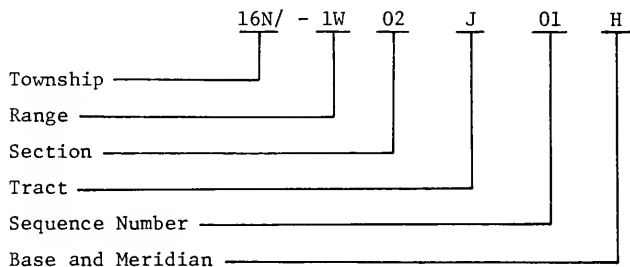 16N/ - 1W 02 J 01 H
Township
Range
Section
Tract
Sequence Number
Base and Meridian